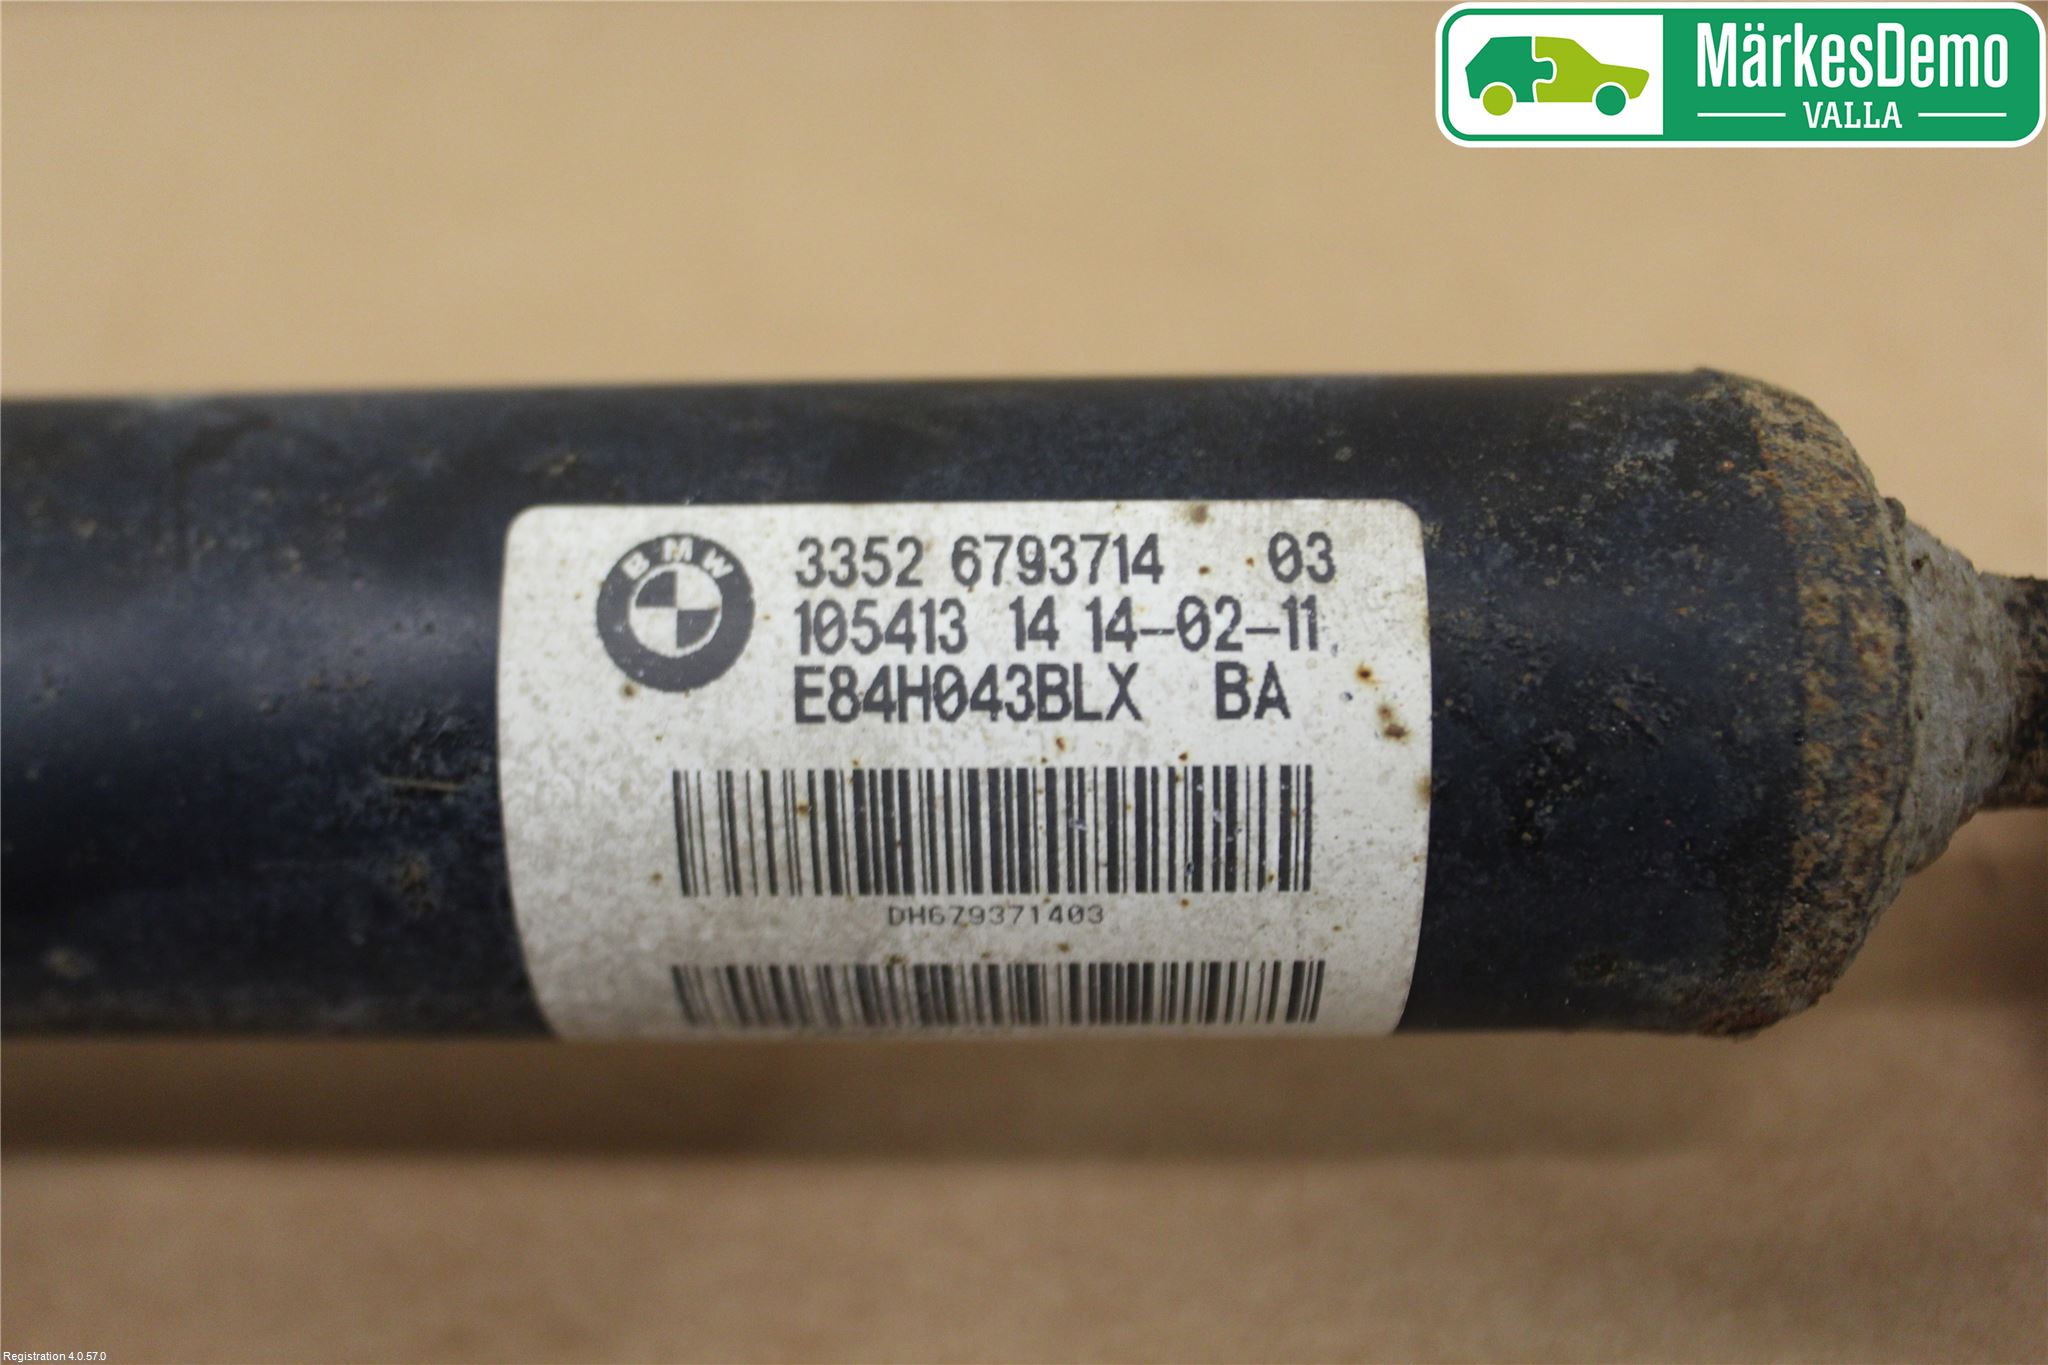 MärkesDemo
VALLA
BMW
3352 6793714 03
105413 14 14-02-11
E84H043BLX BA
DH679371403
Registration 4.0.57.0